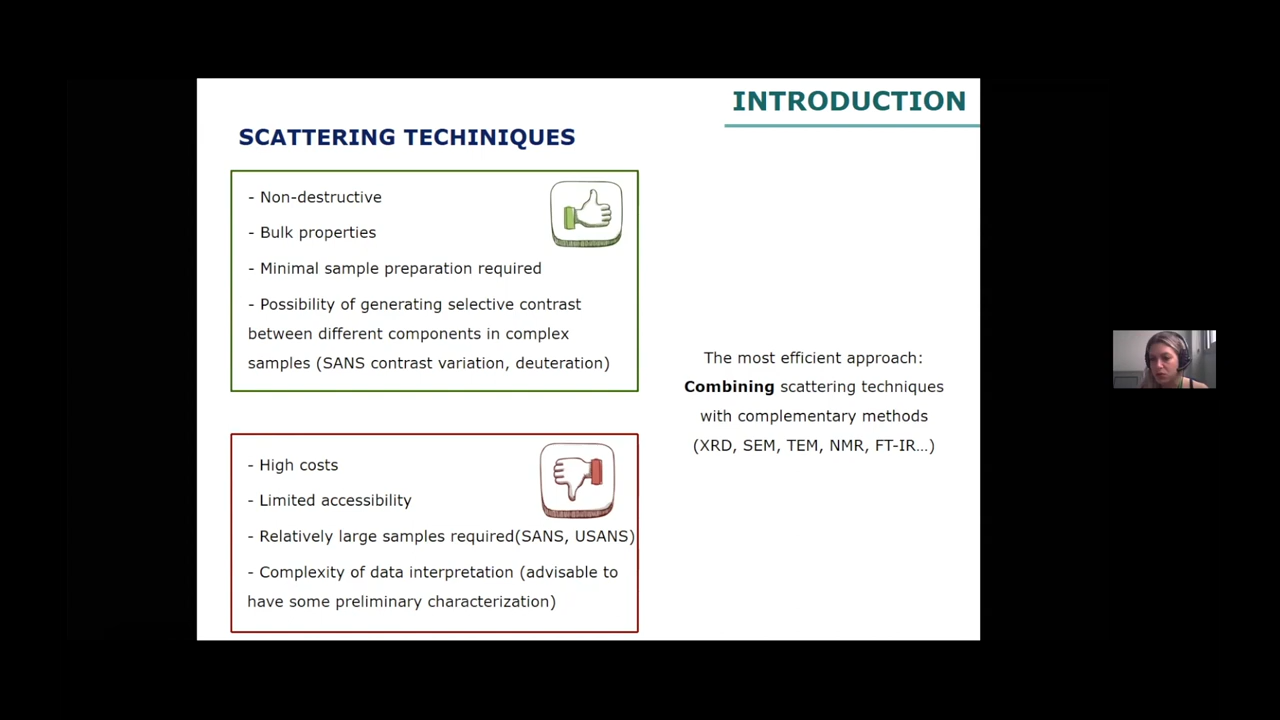 INTRODUCTION
SCATTERING TECHINIQUES
- Non-destructive
- Bulk properties
- Minimal sample preparation required
- Possibility of generating selective contrast
between different components in complex
samples (SANS contrast variation, deuteration)
- High costs
- Limited accessibility
- Relatively large samples required(SANS, USANS)
- Complexity of data interpretation (advisable to
have some preliminary characterization)
The most efficient approach:
Combining scattering techniques
with complementary methods
(XRD, SEM, TEM, NMR, FT-IR…)